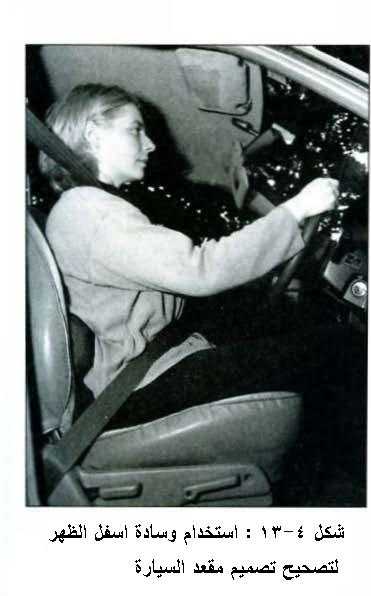 شكل ٤-١٣ : استخدام وسادة اسفل الظهر
لتصحيح تصميم مقعد السيارة